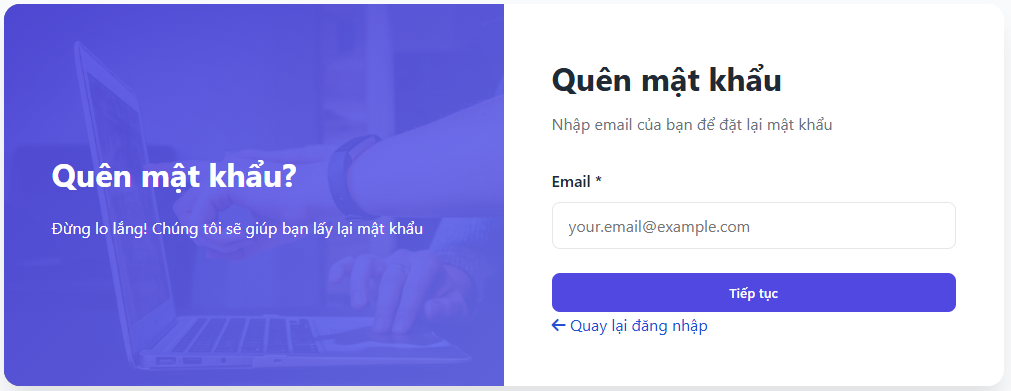 Quên mật khẩu?
Đừng lo lắng! Chúng tôi sẽ giúp bạn lấy lại mật khẩu
Quên mật khẩu
Nhập email của bạn để đặt lại mật khẩu
Email *
your.email@example.com
Tiếp tục
← Quay lại đăng nhập